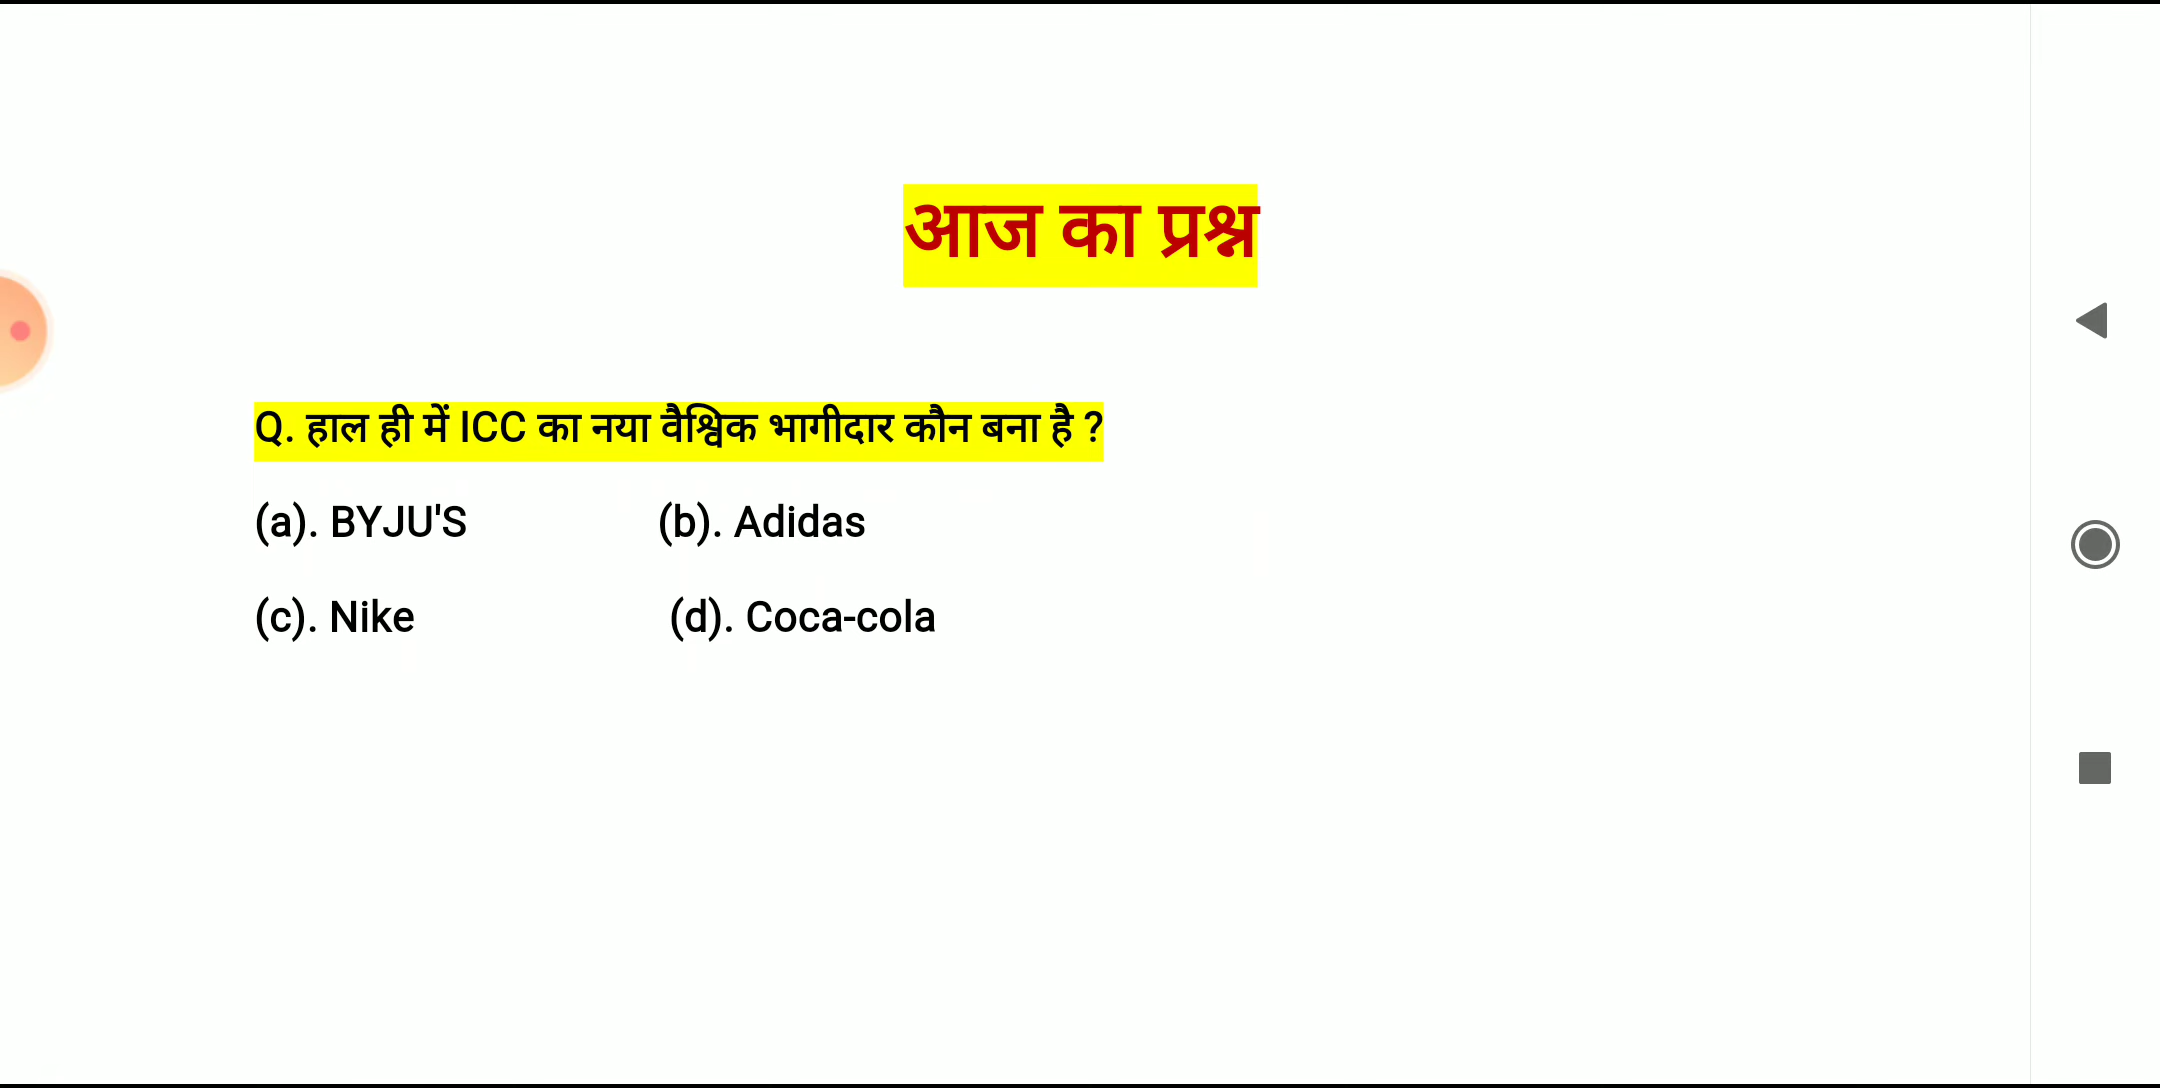 आज का प्रश्न
Q. हाल ही में ICC का नया वैश्विक भागीदार कौन बना है ?
(a). BYJU'S (b). Adidas
(c). Nike (d). Coca-cola